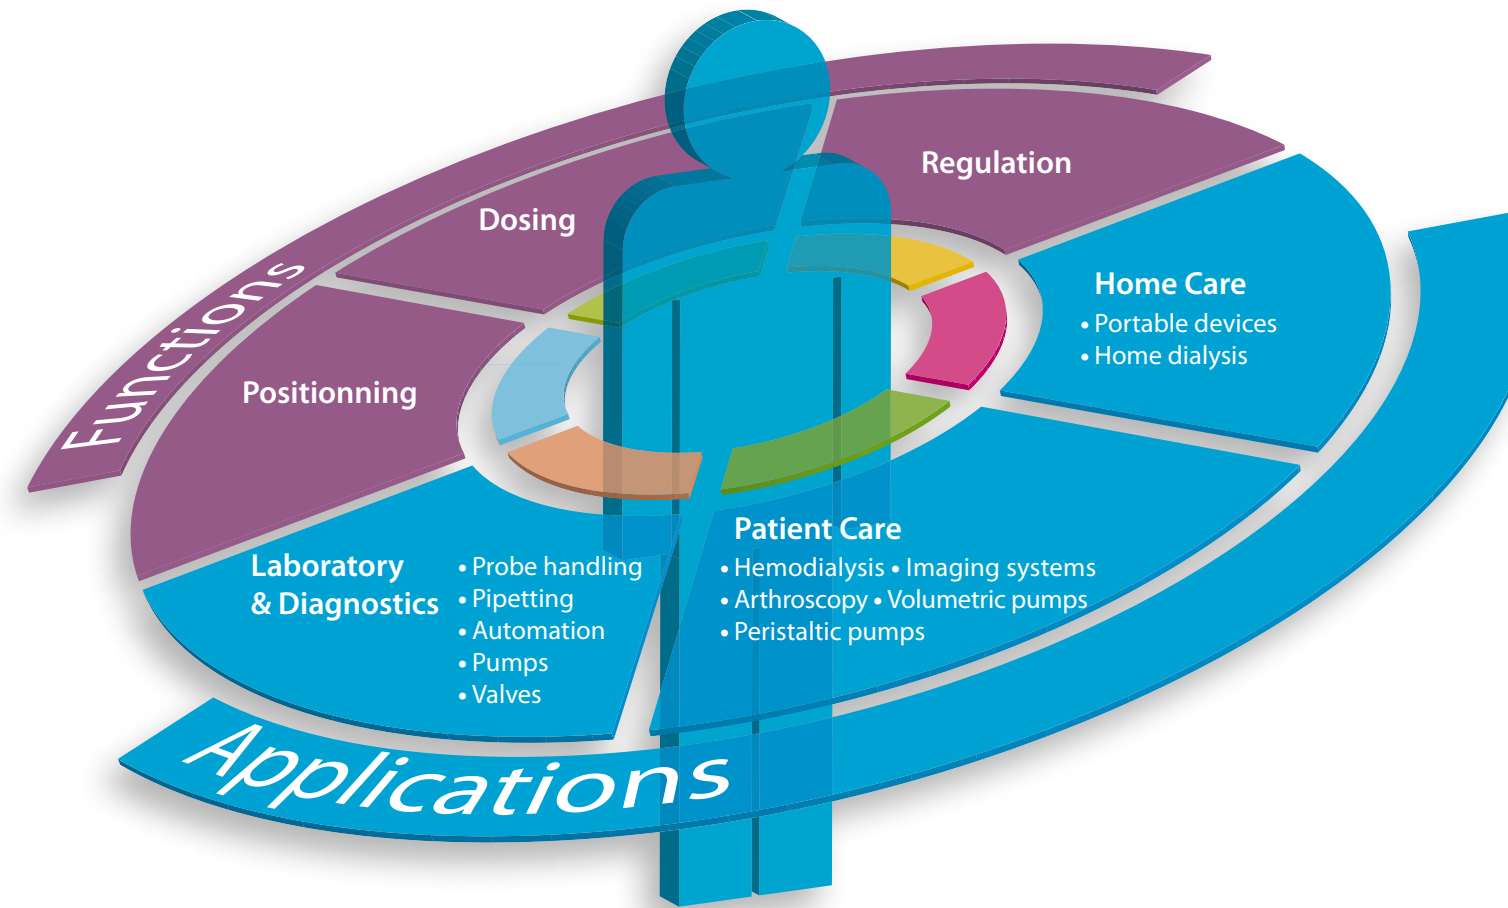 Functions
Regulation
Dosing
Positionning
Home Care
• Portable devices
• Home dialysis
Patient Care
• Hemodialysis • Imaging systems
• Arthroscopy • Volumetric pumps
• Peristaltic pumps
Laboratory
& Diagnostics
• Probe handling
• Pipetting
• Automation
• Pumps
• Valves
Applications